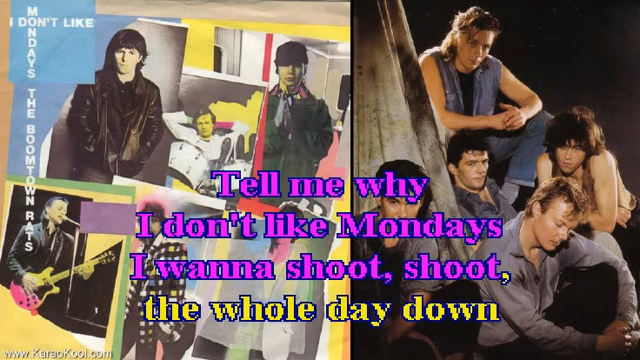 I DON'T LIKE
MONDAYS THE BOOMTOWN RATS
Tell me why
I don't like Mondays
I wanna shoot, shoot,
the whole day down
www.KaraoKool.com